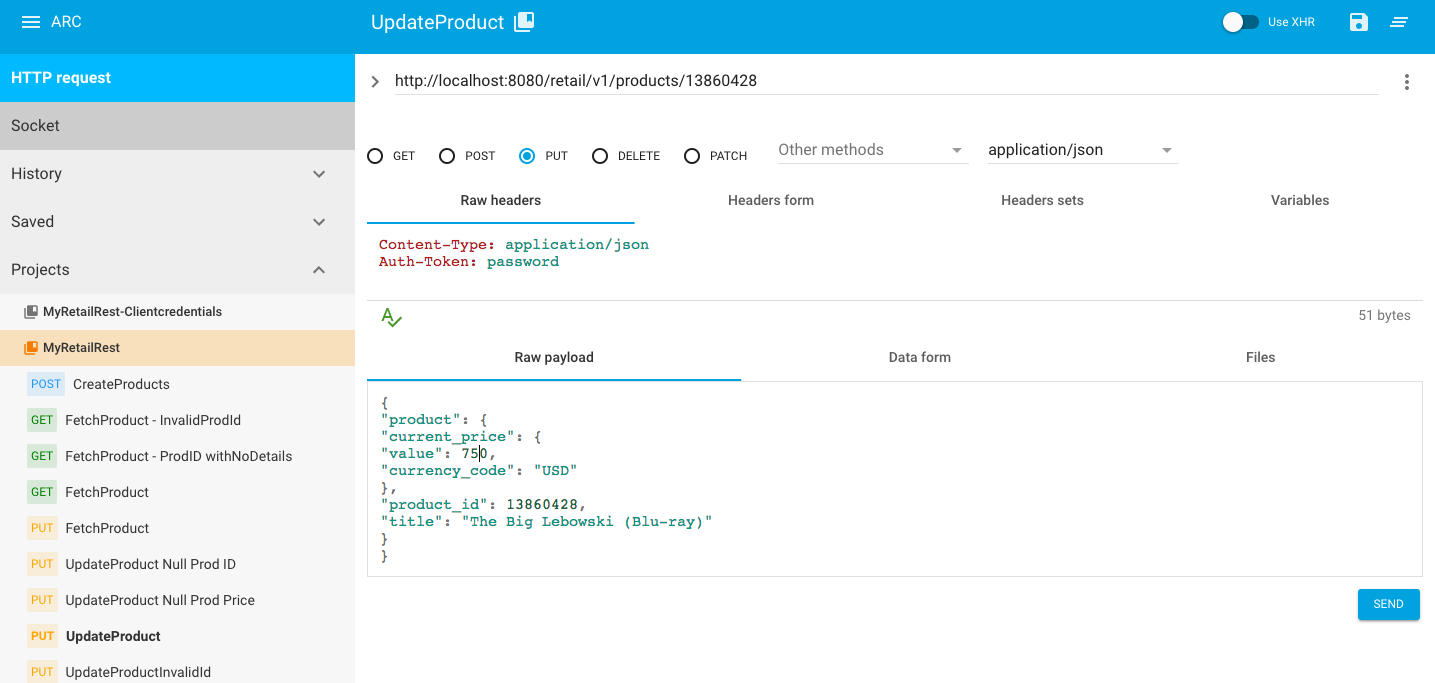 ARC
UpdateProduct
Use XHR
HTTP request
Socket
History
Saved
Projects
MyRetailRest-Clientcredentials
MyRetailRest
POST CreateProducts
GET FetchProduct - InvalidProdId
GET FetchProduct - ProdID withNoDetails
GET FetchProduct
PUT FetchProduct
PUT UpdateProduct Null Prod ID
PUT UpdateProduct Null Prod Price
PUT UpdateProduct
PUT UpdateProductInvalidId
http://localhost:8080/retail/v1/products/13860428
GET POST PUT DELETE PATCH Other methods application/json
Raw headers Headers form Headers sets Variables
Content-Type: application/json
Auth-Token: password
51 bytes
Raw payload Data form Files
{
"product": {
"current_price": {
"value": 750,
"currency_code": "USD"
},
"product_id": 13860428,
"title": "The Big Lebowski (Blu-ray)"
}
}
SEND